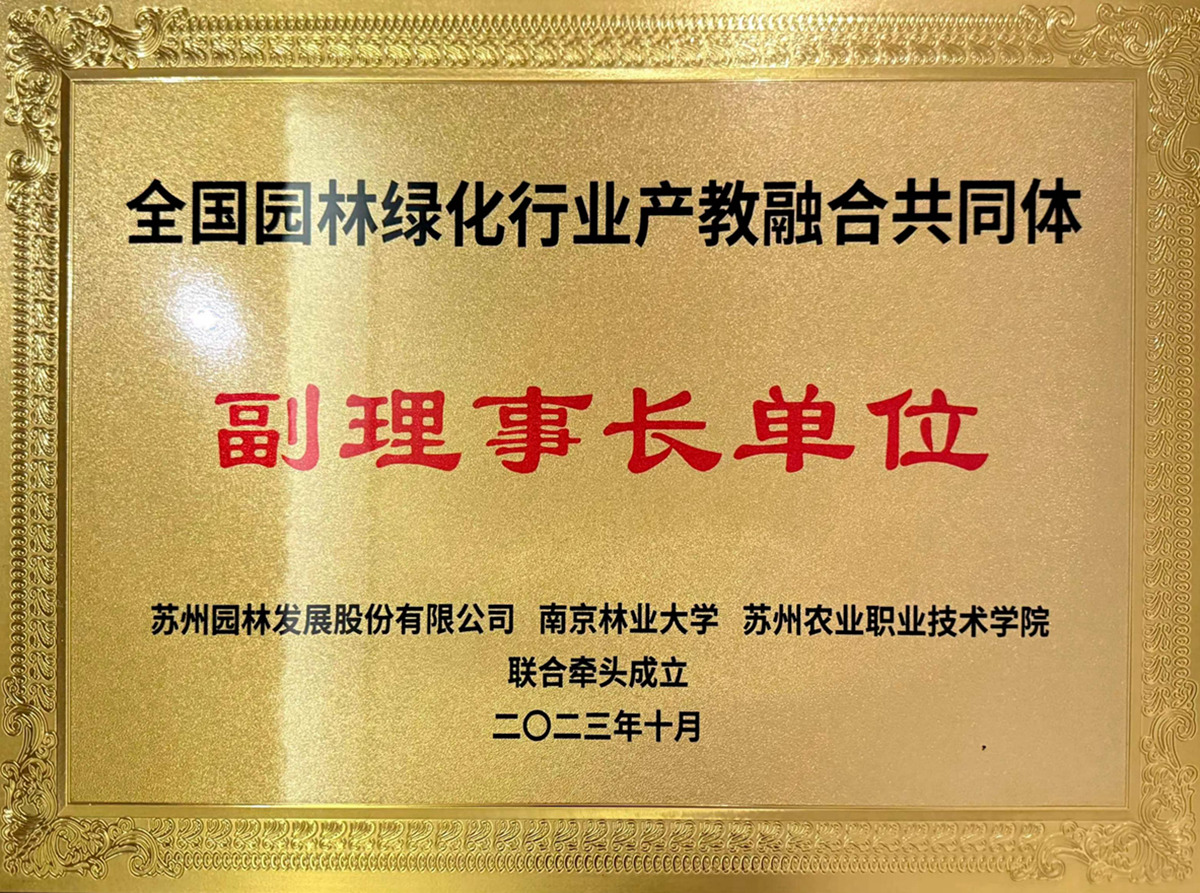 全国园林绿化行业产教融合共同体
副理事长单位
苏州园林发展股份有限公司 南京林业大学 苏州农业职业技术学院
联合牵头成立
二〇二三年十月